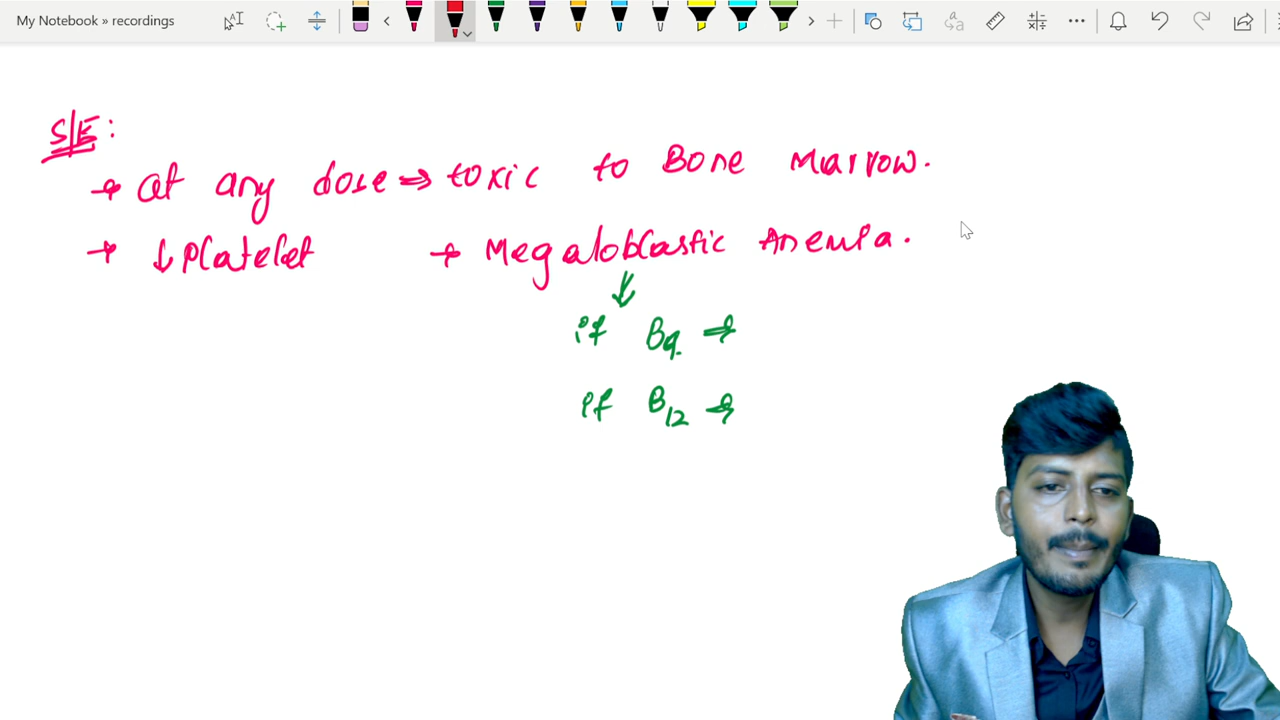 My Notebook » recordings
S/E:
→ at any dose ⇒ toxic to Bone Marrow.
→ ↓ Platelet → Megaloblastic Anemia.
↓
if B9. ⇒
if B12 ⇒